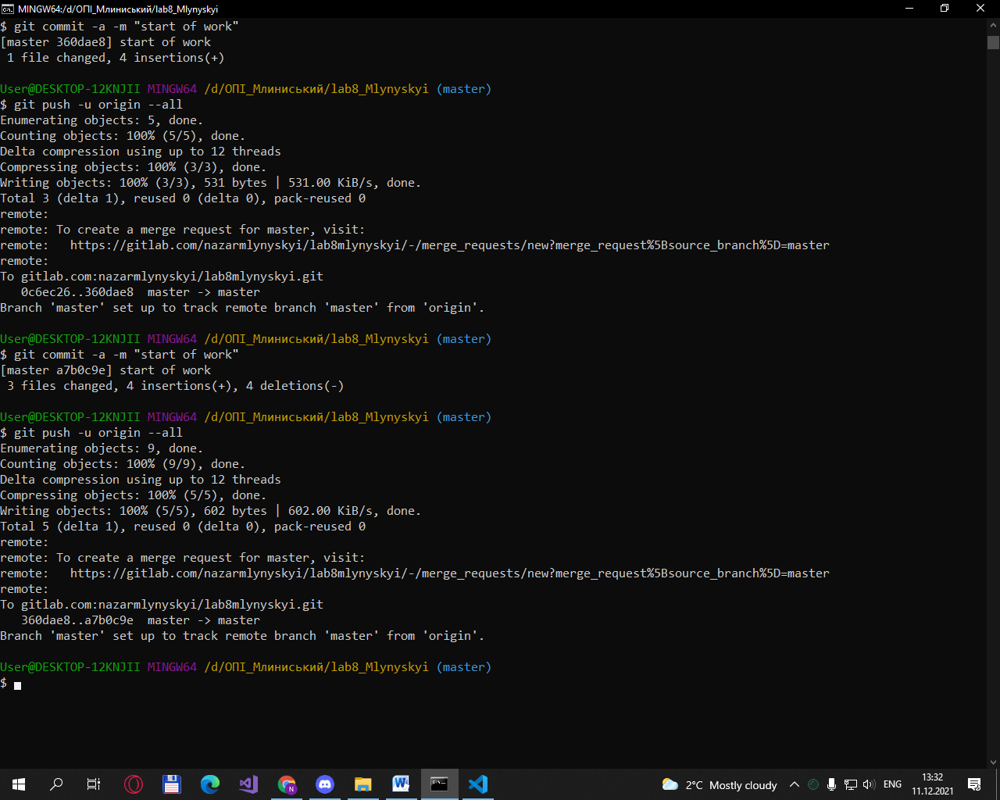 MINGW64:/d/ОПІ_Млиниський/lab8_Mlynyskyi
$ git commit -a -m "start of work"
[master 360dae8] start of work
 1 file changed, 4 insertions(+)
User@DESKTOP-12KNJII MINGW64 /d/ОПІ_Млиниський/lab8_Mlynyskyi (master)
$ git push -u origin --all
Enumerating objects: 5, done.
Counting objects: 100% (5/5), done.
Delta compression using up to 12 threads
Compressing objects: 100% (3/3), done.
Writing objects: 100% (3/3), 531 bytes | 531.00 KiB/s, done.
Total 3 (delta 1), reused 0 (delta 0), pack-reused 0
remote:
remote: To create a merge request for master, visit:
remote:   https://gitlab.com/nazarmlynyskyi/lab8mlynyskyi/-/merge_requests/new?merge_request%5Bsource_branch%5D=master
remote:
To gitlab.com:nazarmlynyskyi/lab8mlynyskyi.git
   0c6ec26..360dae8  master -> master
Branch 'master' set up to track remote branch 'master' from 'origin'.
User@DESKTOP-12KNJII MINGW64 /d/ОПІ_Млиниський/lab8_Mlynyskyi (master)
$ git commit -a -m "start of work"
[master a7b0c9e] start of work
 3 files changed, 4 insertions(+), 4 deletions(-)
User@DESKTOP-12KNJII MINGW64 /d/ОПІ_Млиниський/lab8_Mlynyskyi (master)
$ git push -u origin --all
Enumerating objects: 9, done.
Counting objects: 100% (9/9), done.
Delta compression using up to 12 threads
Compressing objects: 100% (5/5), done.
Writing objects: 100% (5/5), 602 bytes | 602.00 KiB/s, done.
Total 5 (delta 1), reused 0 (delta 0), pack-reused 0
remote:
remote: To create a merge request for master, visit:
remote:   https://gitlab.com/nazarmlynyskyi/lab8mlynyskyi/-/merge_requests/new?merge_request%5Bsource_branch%5D=master
remote:
To gitlab.com:nazarmlynyskyi/lab8mlynyskyi.git
   360dae8..a7b0c9e  master -> master
Branch 'master' set up to track remote branch 'master' from 'origin'.
User@DESKTOP-12KNJII MINGW64 /d/ОПІ_Млиниський/lab8_Mlynyskyi (master)
$
2°C Mostly cloudy
ENG
13:32
11.12.2021